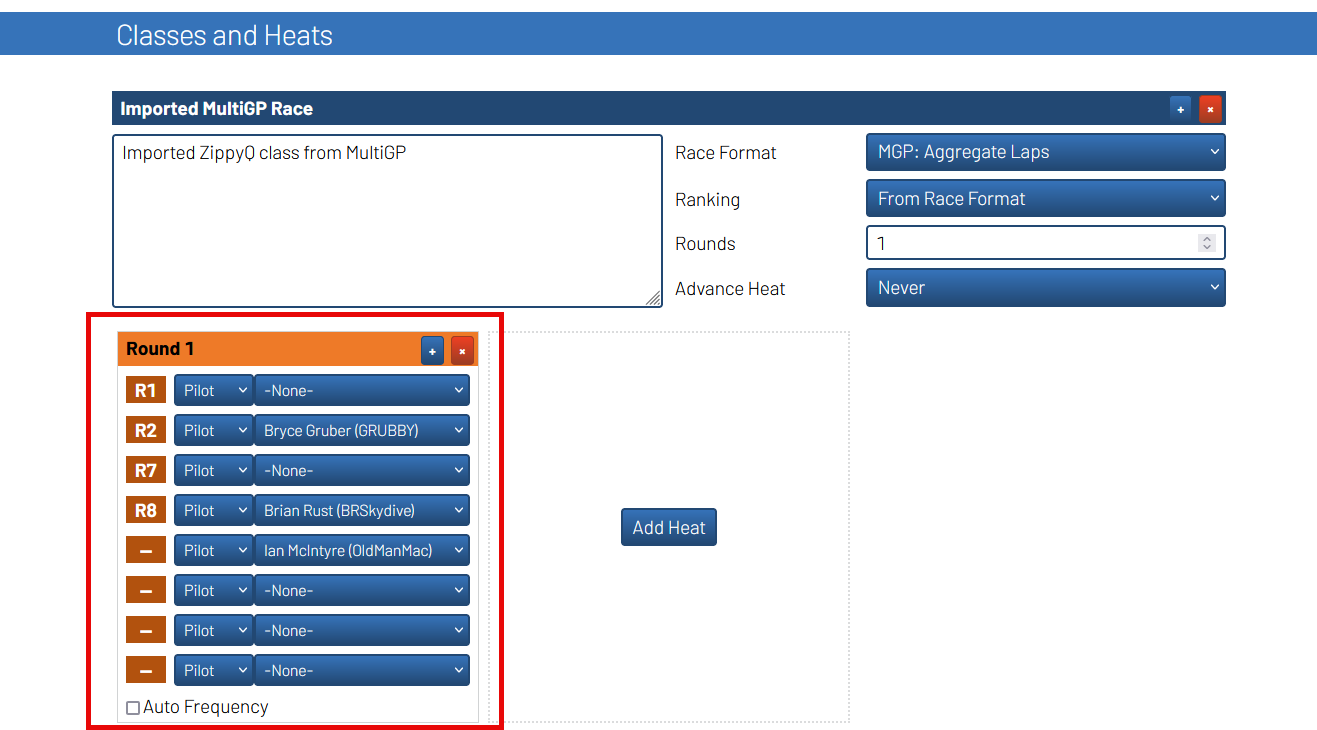 Classes and Heats
Imported MultiGP Race
+ ×
Imported ZippyQ class from MultiGP
Race Format MGP: Aggregate Laps
Ranking From Race Format
Rounds 1
Advance Heat Never
Round 1 + ×
R1 Pilot -None-
R2 Pilot Bryce Gruber (GRUBBY)
R7 Pilot -None-
R8 Pilot Brian Rust (BRSkydive)
– Pilot Ian McIntyre (OldManMac)
– Pilot -None-
– Pilot -None-
– Pilot -None-
Auto Frequency
Add Heat